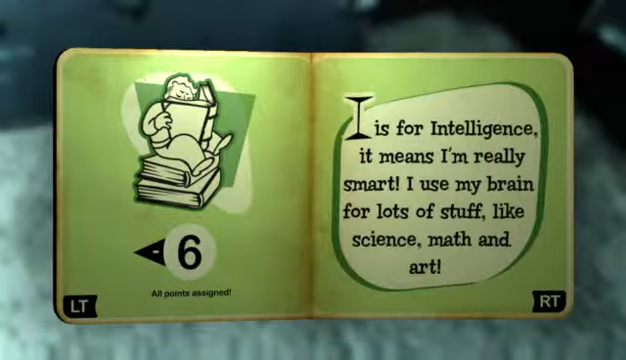 6
All points assigned!
LT
I is for Intelligence,
it means I'm really
smart! I use my brain
for lots of stuff, like
science, math and
art!
RT